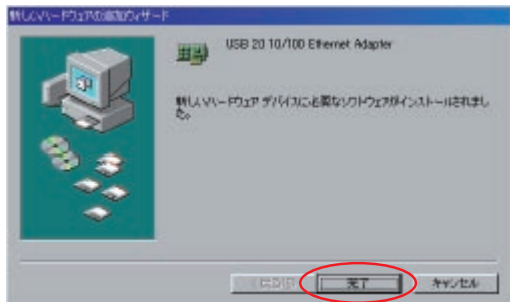 新しいハードウェアの追加ウィザード
USB 20 10/100 Ethernet Adapter
新しいハードウェア デバイスに必要なソフトウェアがインストールされまし
た。
完了
キャンセル